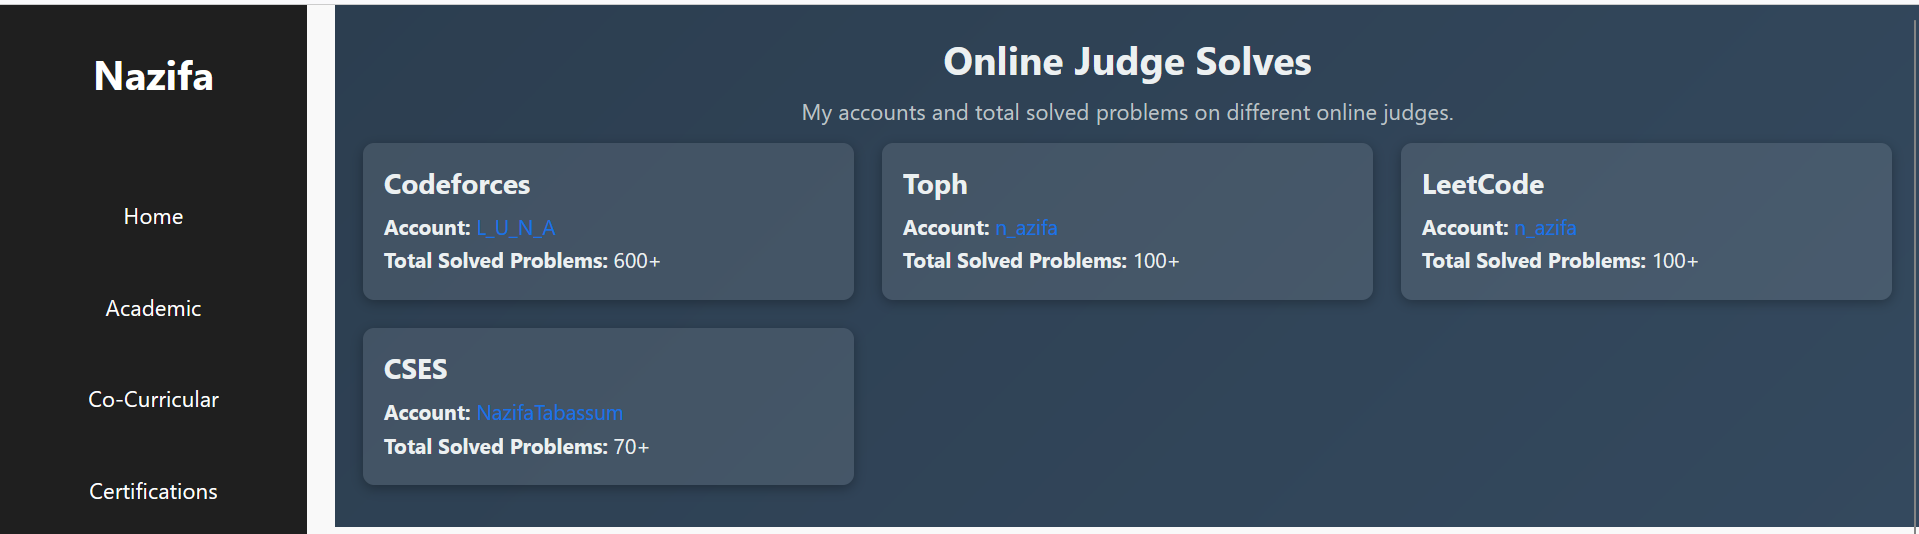 Nazifa
Home
Academic
Co-Curricular
Certifications
Online Judge Solves
My accounts and total solved problems on different online judges.
Codeforces
Account: L_U_N_A
Total Solved Problems: 600+
Toph
Account: n_azifa
Total Solved Problems: 100+
LeetCode
Account: n_azifa
Total Solved Problems: 100+
CSES
Account: NazifaTabassum
Total Solved Problems: 70+